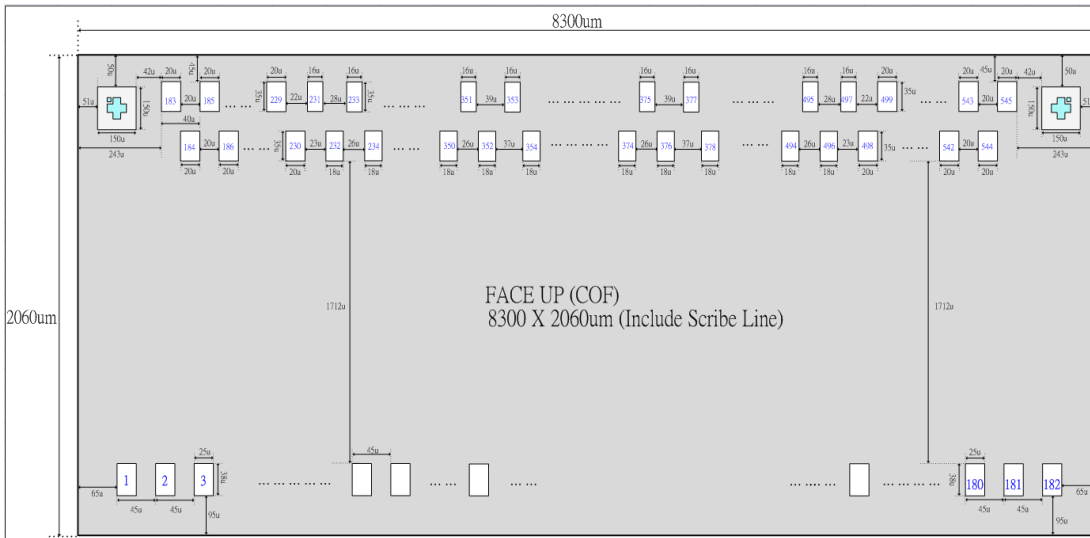 8300um
50u 42u 20u 45u 20u 20u 16u 16u 16u 16u 16u 16u 16u 16u 20u 20u 45u 20u 42u 50u
183 185 …… 229 231 233 …… 351 353 …… 375 377 …… 495 497 499 …… 543 545
51u 150u 20u 35u 22u 28u 35u 39u 39u 28u 22u 35u 20u 150u 51
150u 40u 150u
243u 243u
184 186 …… 230 232 234 …… 350 352 354 …… 374 376 378 …… 494 496 498 …… 542 544
20u 35u 23u 26u 26u 37u 26u 37u 26u 23u 35u 20u
20u 20u 20u 18u 18u 18u 18u 18u 18u 18u 18u 18u 18u 20u 20u 20u
FACE UP (COF)
1712u 1712u
2060um 8300 X 2060um (Include Scribe Line)
25u 45u 25u
1 2 3 38u …… 38u 180 181 182
65u 65u
45u 45u 95u 45u 45u 95u